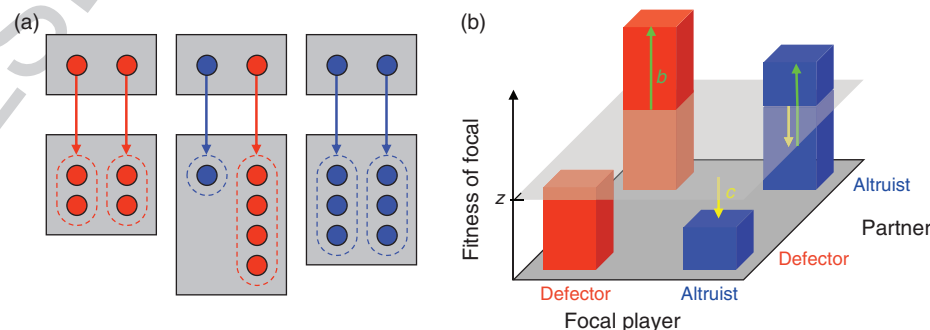 (a)
(b)
Fitness of focal
z
b
c
Altruist
Partner
Defector
Defector
Altruist
Focal player